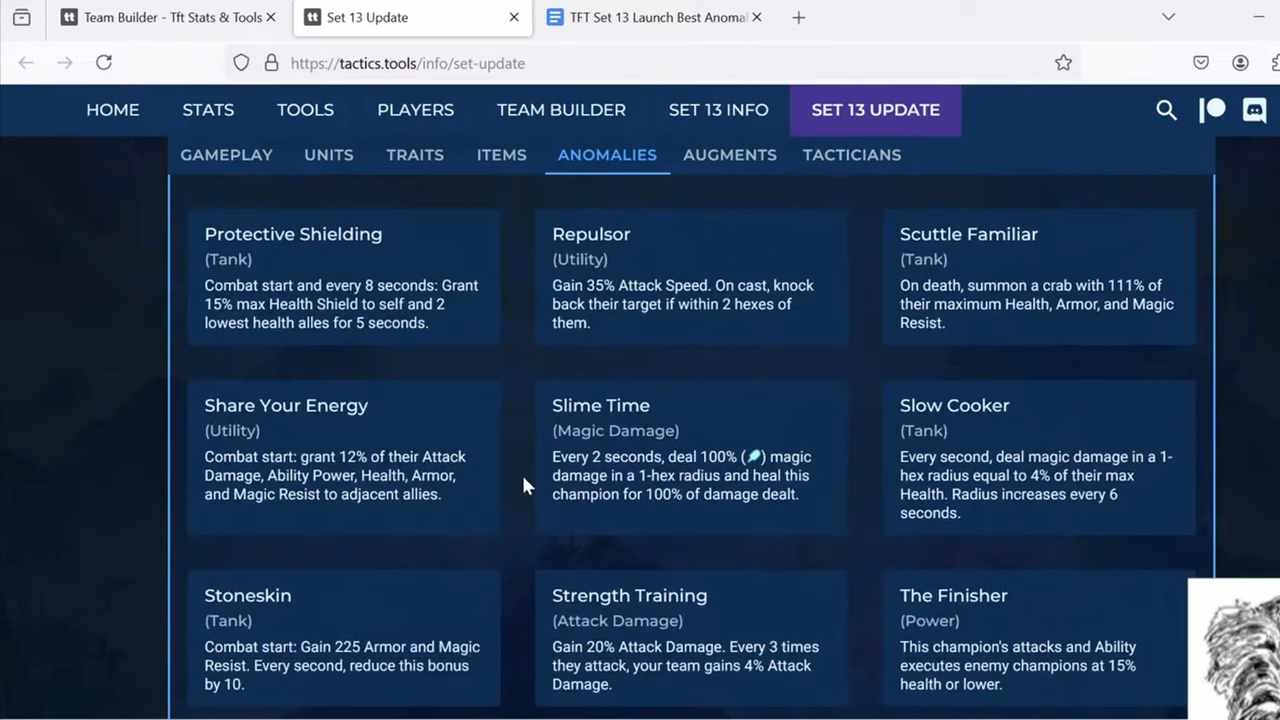 Team Builder - Tft Stats & Tools
Set 13 Update
TFT Set 13 Launch Best Anomal
https://tactics.tools/info/set-update
HOME
STATS
TOOLS
PLAYERS
TEAM BUILDER
SET 13 INFO
SET 13 UPDATE
GAMEPLAY
UNITS
TRAITS
ITEMS
ANOMALIES
AUGMENTS
TACTICIANS
Protective Shielding
(Tank)
Combat start and every 8 seconds: Grant
15% max Health Shield to self and 2
lowest health alles for 5 seconds.
Repulsor
(Utility)
Gain 35% Attack Speed. On cast, knock
back their target if within 2 hexes of
them.
Scuttle Familiar
(Tank)
On death, summon a crab with 111% of
their maximum Health, Armor, and Magic
Resist.
Share Your Energy
(Utility)
Combat start: grant 12% of their Attack
Damage, Ability Power, Health, Armor,
and Magic Resist to adjacent allies.
Slime Time
(Magic Damage)
Every 2 seconds, deal 100% () magic
damage in a 1-hex radius and heal this
champion for 100% of damage dealt.
Slow Cooker
(Tank)
Every second, deal magic damage in a 1-
hex radius equal to 4% of their max
Health. Radius increases every 6
seconds.
Stoneskin
(Tank)
Combat start: Gain 225 Armor and Magic
Resist. Every second, reduce this bonus
by 10.
Strength Training
(Attack Damage)
Gain 20% Attack Damage. Every 3 times
they attack, your team gains 4% Attack
Damage.
The Finisher
(Power)
This champion's attacks and Ability
executes enemy champions at 15%
health or lower.